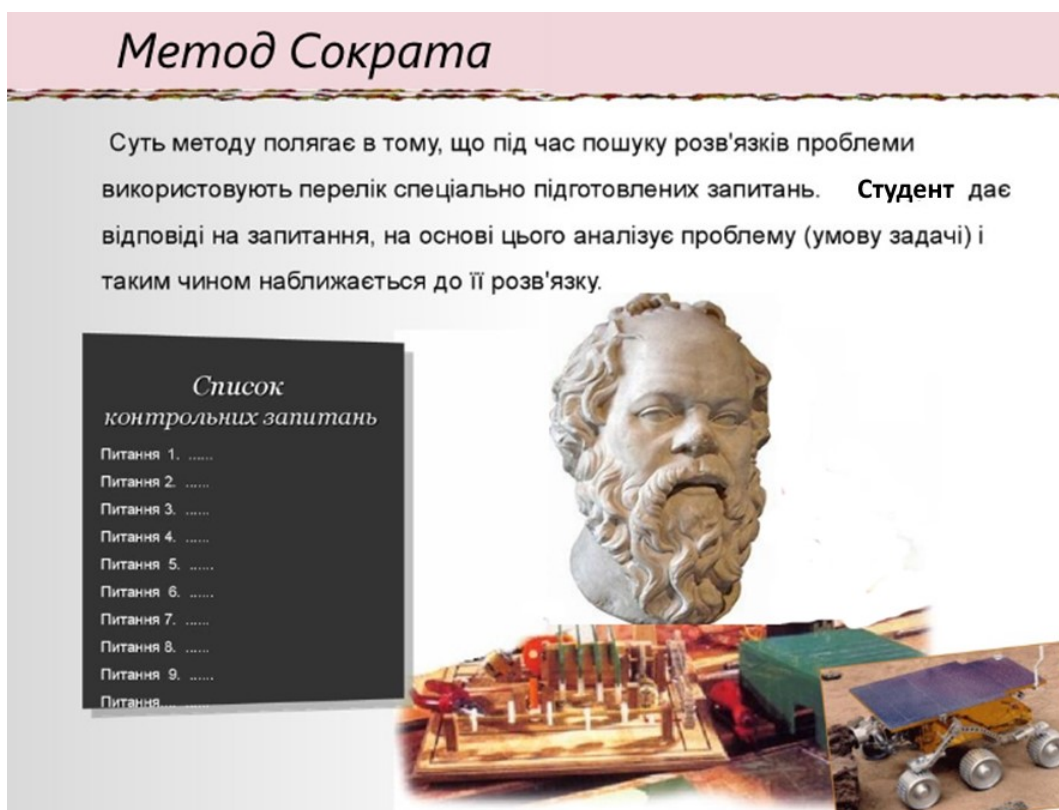 Метод Сократа
Суть методу полягає в тому, що під час пошуку розв'язків проблеми
використовують перелік спеціально підготовлених запитань. Студент дає
відповіді на запитання, на основі цього аналізує проблему (умову задачі) і
таким чином наближається до її розв'язку.
Список
контрольних запитань
Питання 1. ......
Питання 2. ......
Питання 3. ......
Питання 4. ......
Питання 5. ......
Питання 6. ......
Питання 7. ......
Питання 8. ......
Питання 9. ......
Питання.... ......